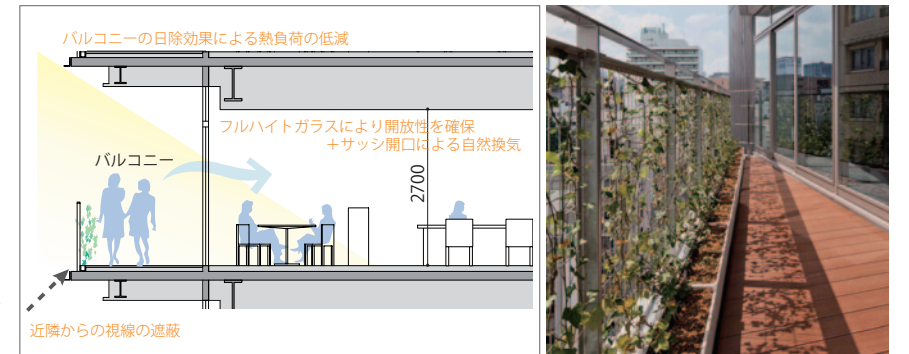 バルコニーの日除効果による熱負荷の低減
フルハイトガラスにより開放性を確保
＋サッシ開口による自然換気
バルコニー
2700
近隣からの視線の遮蔽